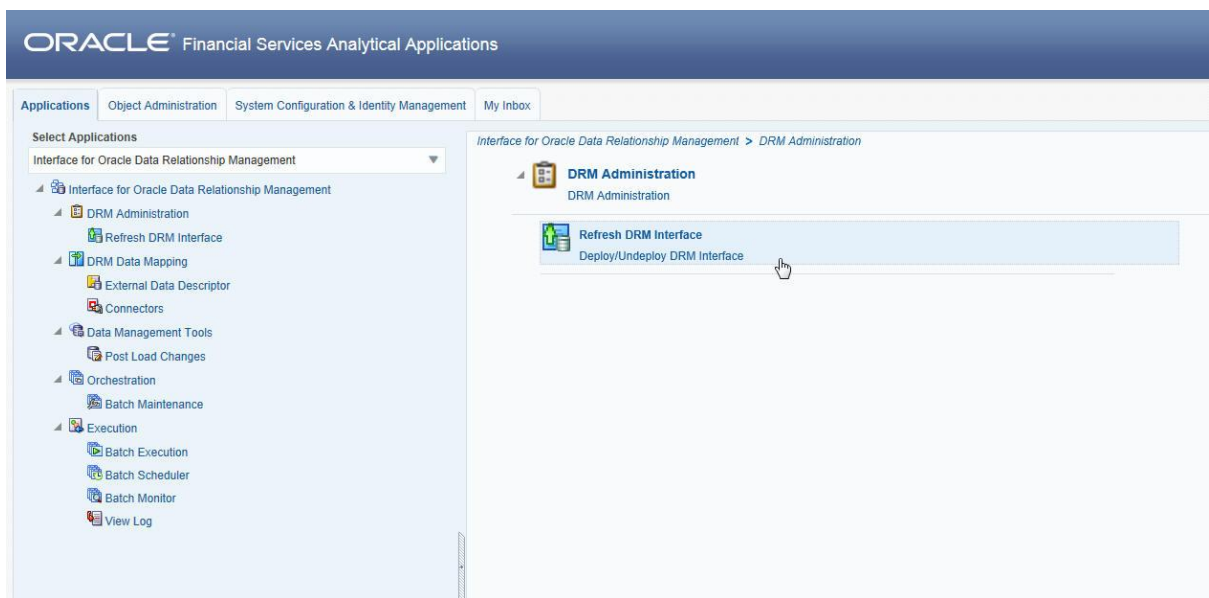 ORACLE® Financial Services Analytical Applications
Applications Object Administration System Configuration & Identity Management My Inbox
Select Applications
Interface for Oracle Data Relationship Management
Interface for Oracle Data Relationship Management
DRM Administration
Refresh DRM Interface
DRM Data Mapping
External Data Descriptor
Connectors
Data Management Tools
Post Load Changes
Orchestration
Batch Maintenance
Execution
Batch Execution
Batch Scheduler
Batch Monitor
View Log
Interface for Oracle Data Relationship Management > DRM Administration
DRM Administration
DRM Administration
Refresh DRM Interface
Deploy/Undeploy DRM Interface